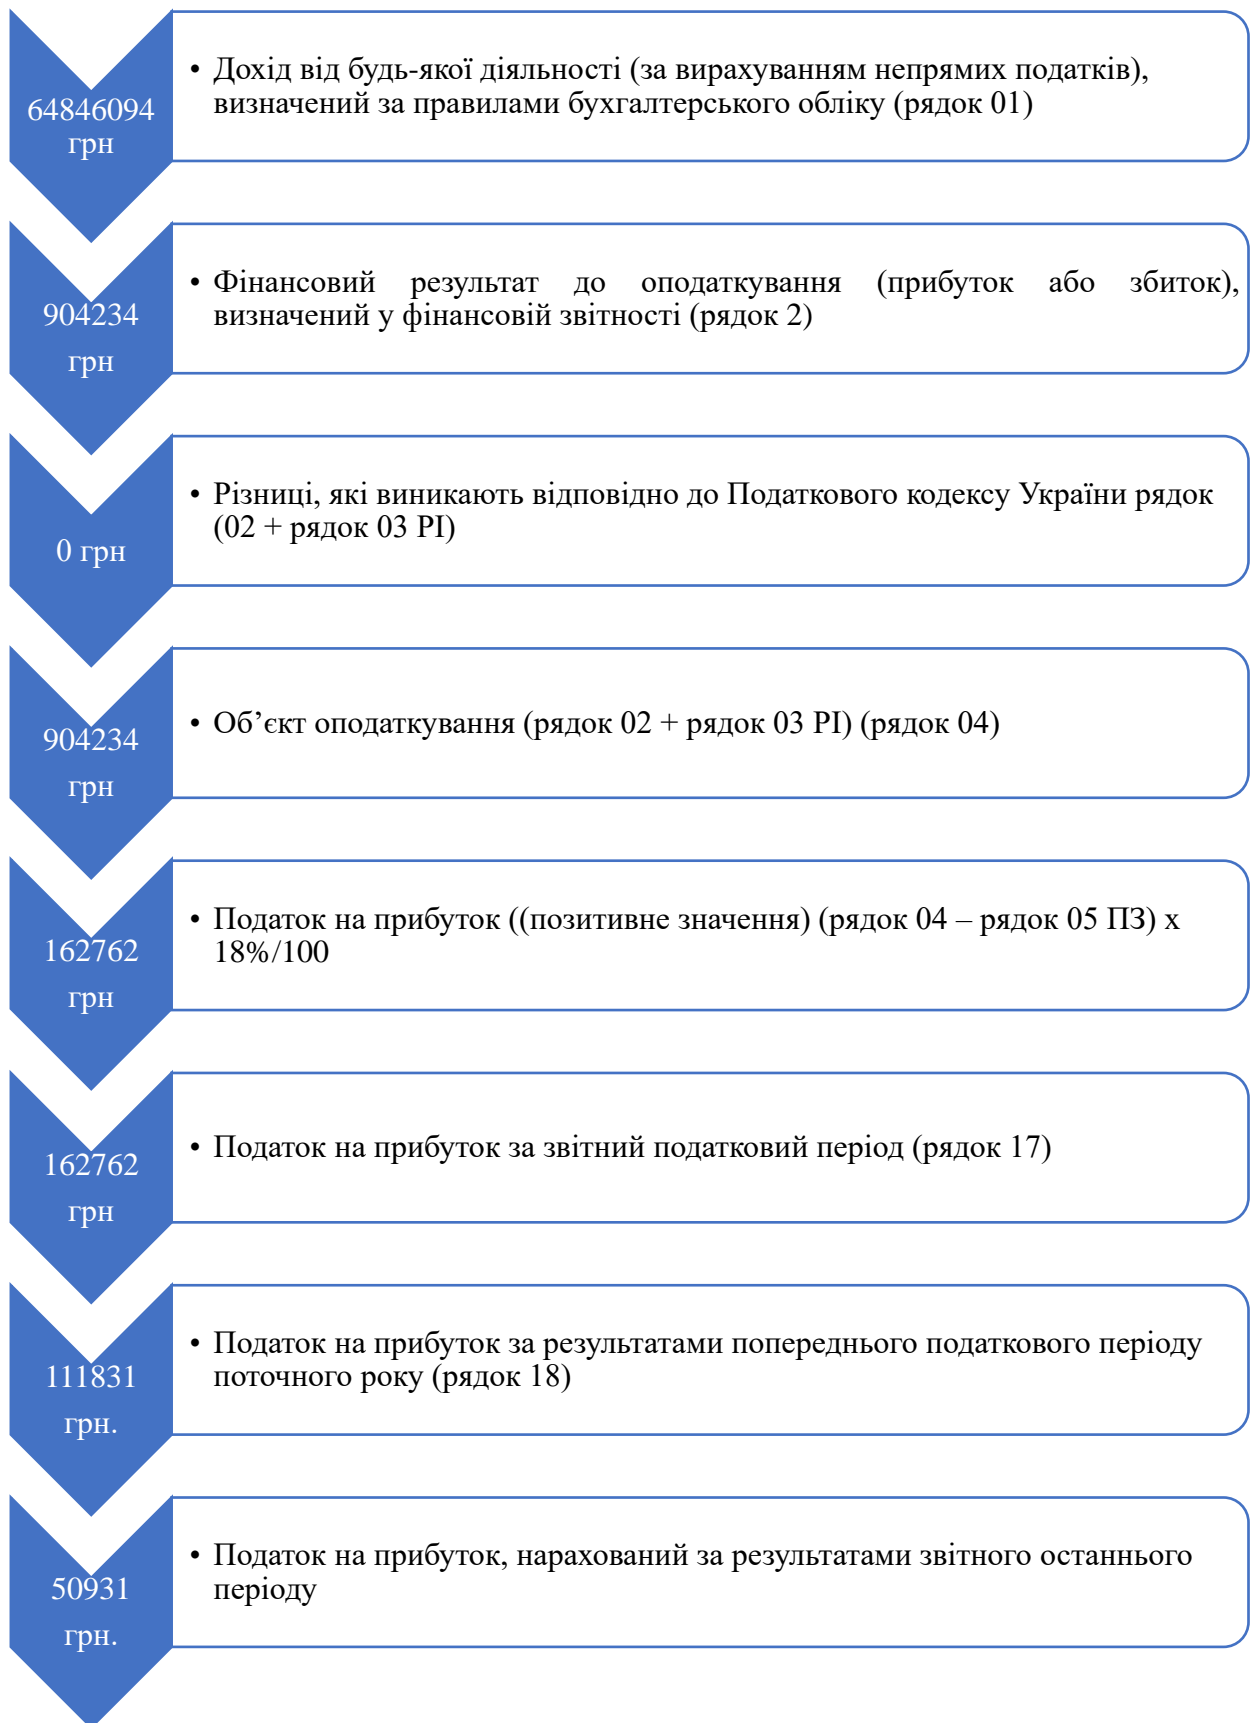 64846094
грн
• Дохід від будь-якої діяльності (за вирахуванням непрямих податків),
визначений за правилами бухгалтерського обліку (рядок 01)
904234
грн
• Фінансовий результат до оподаткування (прибуток або збиток),
визначений у фінансовій звітності (рядок 2)
0 грн
• Різниці, які виникають відповідно до Податкового кодексу України рядок
(02 + рядок 03 РІ)
904234
грн
• Об’єкт оподаткування (рядок 02 + рядок 03 РІ) (рядок 04)
162762
грн
• Податок на прибуток ((позитивне значення) (рядок 04 – рядок 05 ПЗ) х
18%/100
162762
грн
• Податок на прибуток за звітний податковий період (рядок 17)
111831
грн.
• Податок на прибуток за результатами попереднього податкового періоду
поточного року (рядок 18)
50931
грн.
• Податок на прибуток, нарахований за результатами звітного останнього
періоду